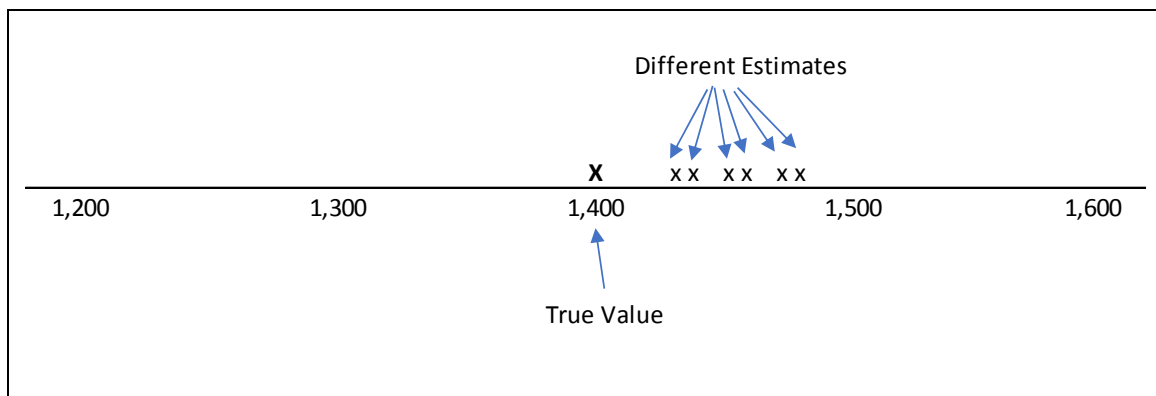 Different Estimates
X x x x x x x
1,200 1,300 1,400 1,500 1,600
True Value